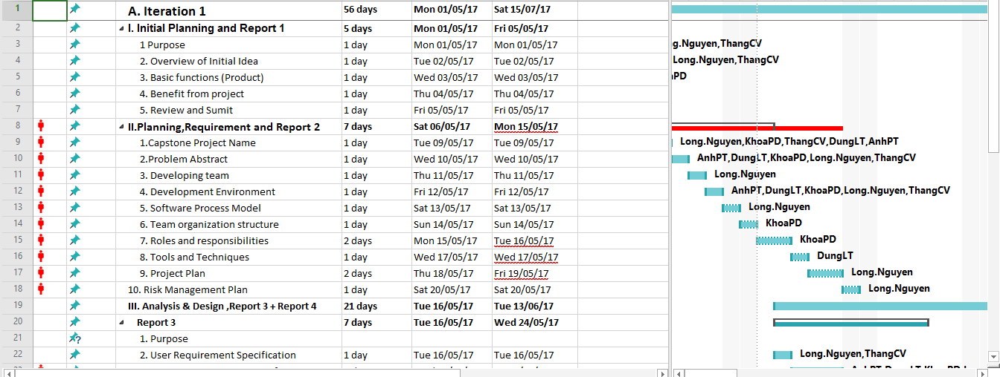 1 A. Iteration 1 56 days Mon 01/05/17 Sat 15/07/17
2 I. Initial Planning and Report 1 5 days Mon 01/05/17 Fri 05/05/17
3 1 Purpose 1 day Mon 01/05/17 Mon 01/05/17 g.Nguyen,ThangCV
4 2. Overview of Initial Idea 1 day Tue 02/05/17 Tue 02/05/17 Long.Nguyen,ThangCV
5 3. Basic functions (Product) 1 day Wed 03/05/17 Wed 03/05/17 aPD
6 4. Benefit from project 1 day Thu 04/05/17 Thu 04/05/17
7 5. Review and Sumit 1 day Fri 05/05/17 Fri 05/05/17
8 II.Planning,Requirement and Report 2 7 days Sat 06/05/17 Mon 15/05/17
9 1.Capstone Project Name 1 day Tue 09/05/17 Tue 09/05/17 Long.Nguyen,KhoaPD,ThangCV,DungLT,AnhPT
10 2.Problem Abstract 1 day Wed 10/05/17 Wed 10/05/17 AnhPT,DungLT,KhoaPD,Long.Nguyen,ThangCV
11 3. Developing team 1 day Thu 11/05/17 Thu 11/05/17 Long.Nguyen
12 4. Development Environment 1 day Fri 12/05/17 Fri 12/05/17 AnhPT,DungLT,KhoaPD,Long.Nguyen,ThangCV
13 5. Software Process Model 1 day Sat 13/05/17 Sat 13/05/17 Long.Nguyen
14 6. Team organization structure 1 day Sun 14/05/17 Sun 14/05/17 KhoaPD
15 7. Roles and responsibilities 2 days Mon 15/05/17 Tue 16/05/17 KhoaPD
16 8. Tools and Techniques 1 day Wed 17/05/17 Wed 17/05/17 DungLT
17 9. Project Plan 2 days Thu 18/05/17 Fri 19/05/17 Long.Nguyen
18 10. Risk Management Plan 1 day Sat 20/05/17 Sat 20/05/17 Long.Nguyen
19 III. Analysis & Design ,Report 3 + Report 4 21 days Tue 16/05/17 Tue 13/06/17
20 Report 3 7 days Tue 16/05/17 Wed 24/05/17
21 1. Purpose
22 2. User Requirement Specification 1 day Tue 16/05/17 Tue 16/05/17 Long.Nguyen,ThangCV